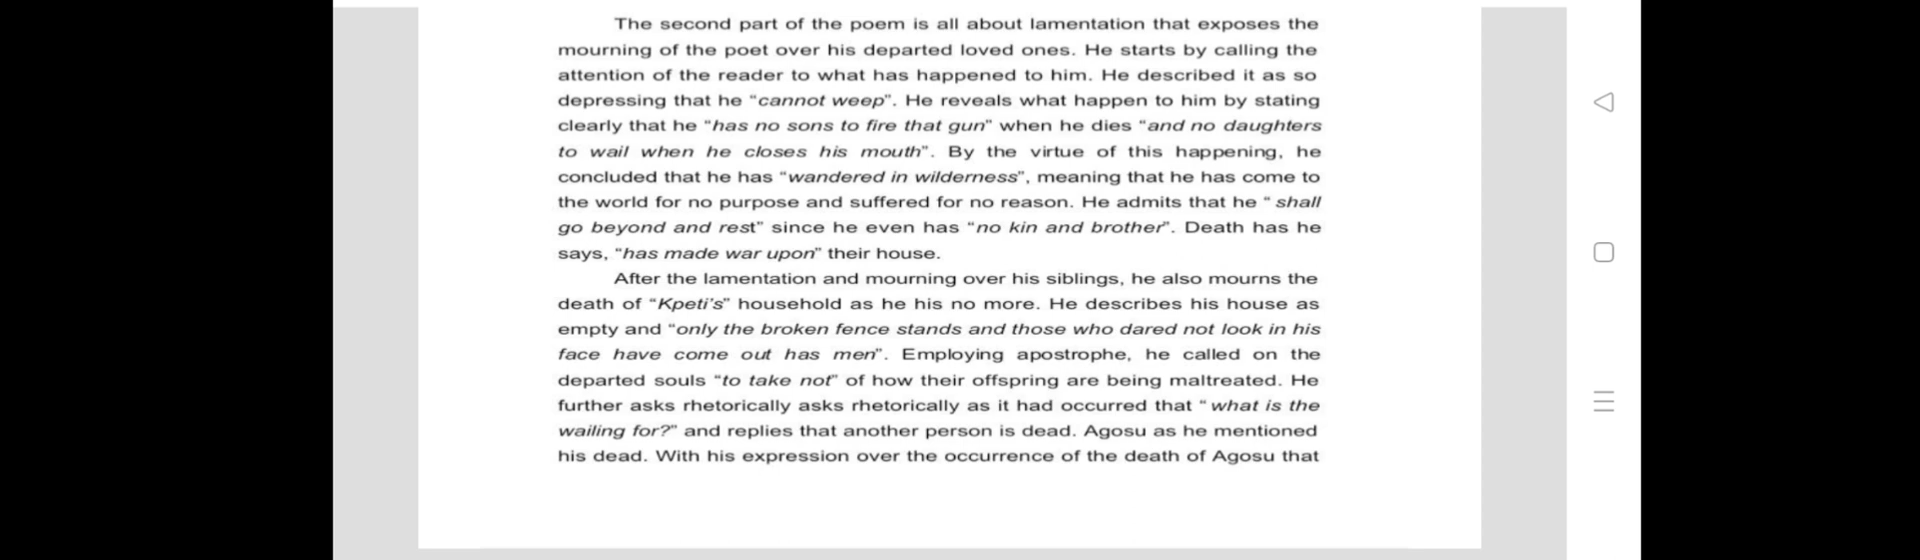 The second part of the poem is all about lamentation that exposes the
mourning of the poet over his departed loved ones. He starts by calling the
attention of the reader to what has happened to him. He described it as so
depressing that he “cannot weep”. He reveals what happen to him by stating
clearly that he “has no sons to fire that gun” when he dies “and no daughters
to wail when he closes his mouth”. By the virtue of this happening, he
concluded that he has “wandered in wilderness”, meaning that he has come to
the world for no purpose and suffered for no reason. He admits that he “ shall
go beyond and rest” since he even has “no kin and brother”. Death has he
says, “has made war upon” their house.
After the lamentation and mourning over his siblings, he also mourns the
death of “Kpeti’s” household as he his no more. He describes his house as
empty and “only the broken fence stands and those who dared not look in his
face have come out has men”. Employing apostrophe, he called on the
departed souls “to take not” of how their offspring are being maltreated. He
further asks rhetorically asks rhetorically as it had occurred that “ what is the
wailing for?” and replies that another person is dead. Agosu as he mentioned
his dead. With his expression over the occurrence of the death of Agosu that